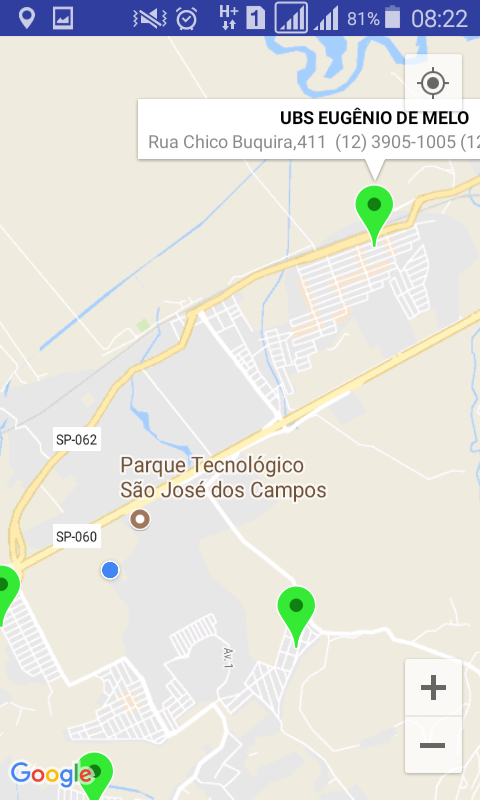 H+ 1 81% 08:22
UBS EUGÊNIO DE MELO
Rua Chico Buquira,411 (12) 3905-1005 (12
SP-062
Parque Tecnológico
São José dos Campos
SP-060
Av. 1
Google